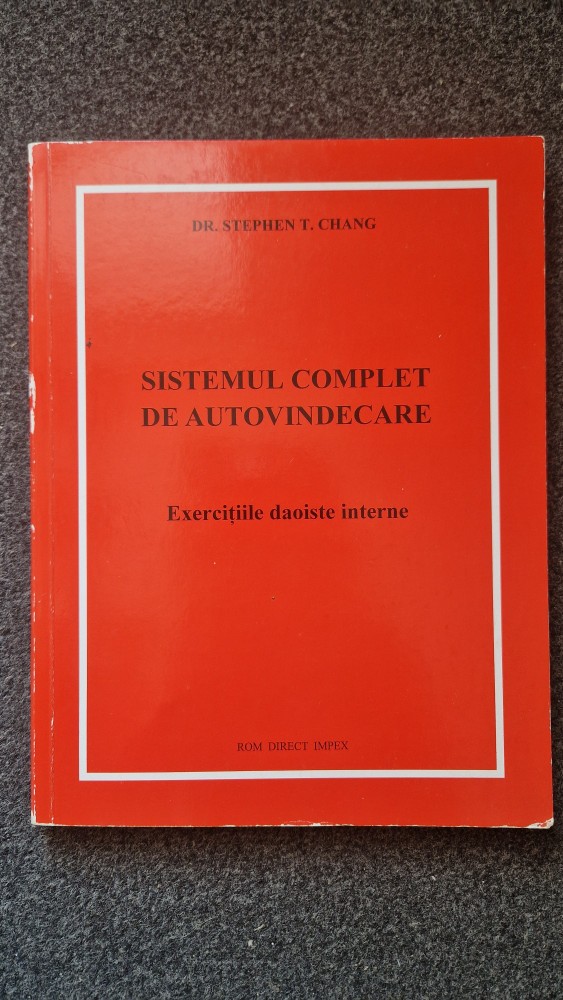 DR. STEPHEN T. CHANG
SISTEMUL COMPLET
DE AUTOVINDECARE
Exercițiile daoiste interne
ROM DIRECT IMPEX